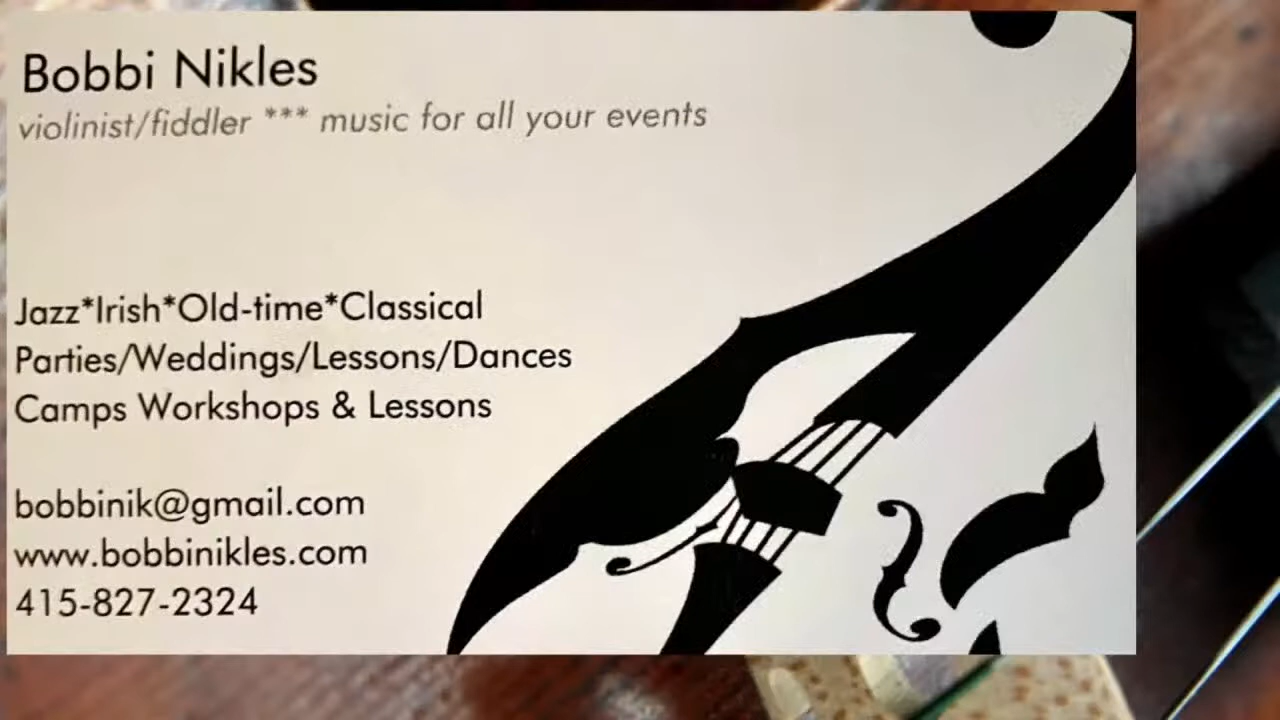 Bobbi Nikles
violinist/fiddler *** music for all your events
Jazz*Irish*Old-time*Classical
Parties/Weddings/Lessons/Dances
Camps Workshops & Lessons
bobbinik@gmail.com
www.bobbinikles.com
415-827-2324